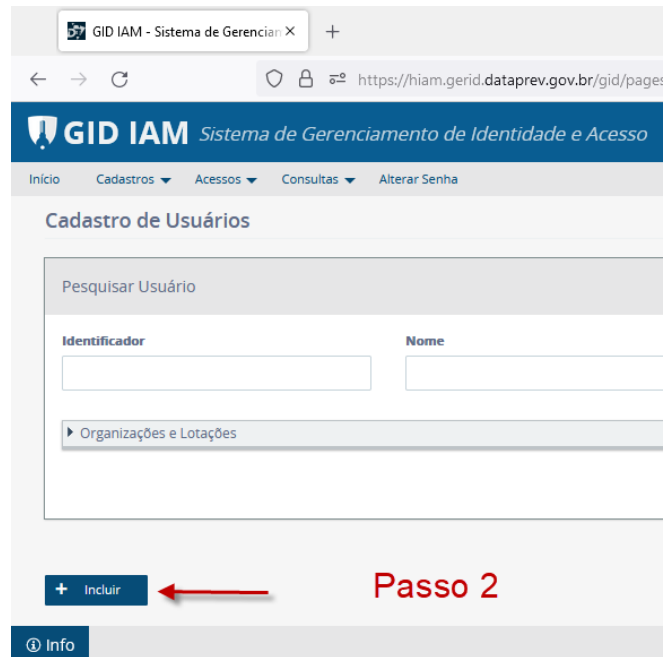 GID IAM - Sistema de Gerencian
https://hiam.gerid.dataprev.gov.br/gid/pages
GID IAM Sistema de Gerenciamento de Identidade e Acesso
Início Cadastros Acessos Consultas Alterar Senha
Cadastro de Usuários
Pesquisar Usuário
Identificador Nome
Organizações e Lotações
+ Incluir Passo 2
Info